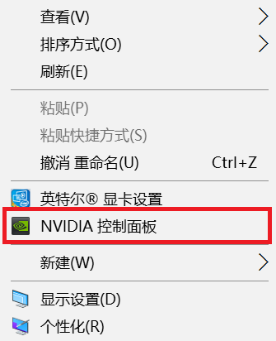 查看(V)
排序方式(O)
刷新(E)
粘贴(P)
粘贴快捷方式(S)
撤消 重命名(U) Ctrl+Z
英特尔® 显卡设置
NVIDIA 控制面板
新建(W)
显示设置(D)
个性化(R)